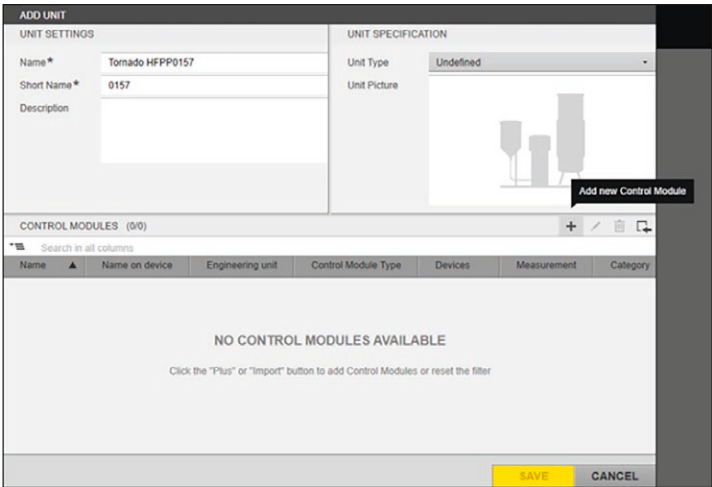 ADD UNIT
UNIT SETTINGS
UNIT SPECIFICATION
Name* Tornado HFPP0157
Unit Type Undefined
Short Name* 0157
Unit Picture
Description
Add new Control Module
CONTROL MODULES (0/0)
Search in all columns
Name Name on device Engineering unit Control Module Type Devices Measurement Category
NO CONTROL MODULES AVAILABLE
Click the "Plus" or "Import" button to add Control Modules or reset the filter
SAVE CANCEL